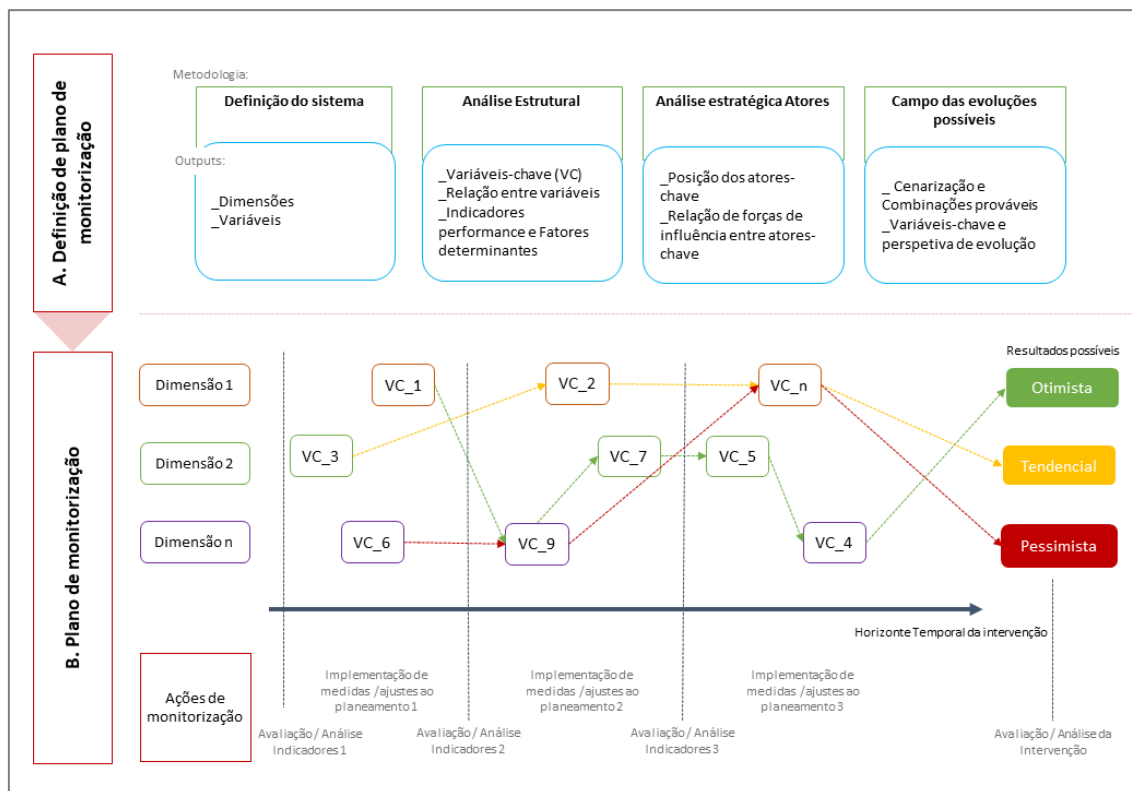 A. Definição de plano de
monitorização
Metodologia:
Definição do sistema
Análise Estrutural
Análise estratégica Atores
Campo das evoluções
possíveis
Outputs:
_Dimensões
_Variáveis
_Variáveis-chave (VC)
_Relação entre variáveis
_Indicadores
performance e Fatores
determinantes
_Posição dos atores-
chave
_Relação de forças de
influência entre atores-
chave
_ Cenarização e
Combinações prováveis
_Variáveis-chave e
perspetiva de evolução
B. Plano de monitorização
Resultados possíveis
Dimensão 1
VC_1
VC_2
VC_n
Otimista
Dimensão 2
VC_3
VC_7
VC_5
Tendencial
Dimensão n
VC_6
VC_9
VC_4
Pessimista
Horizonte Temporal da intervenção
Ações de
monitorização
Implementação de
medidas /ajustes ao
planeamento 1
Implementação de
medidas /ajustes ao
planeamento 2
Implementação de
medidas /ajustes ao
planeamento 3
Avaliação / Análise
Indicadores 1
Avaliação / Análise
Indicadores 2
Avaliação / Análise
Indicadores 3
Avaliação / Análise da
Intervenção